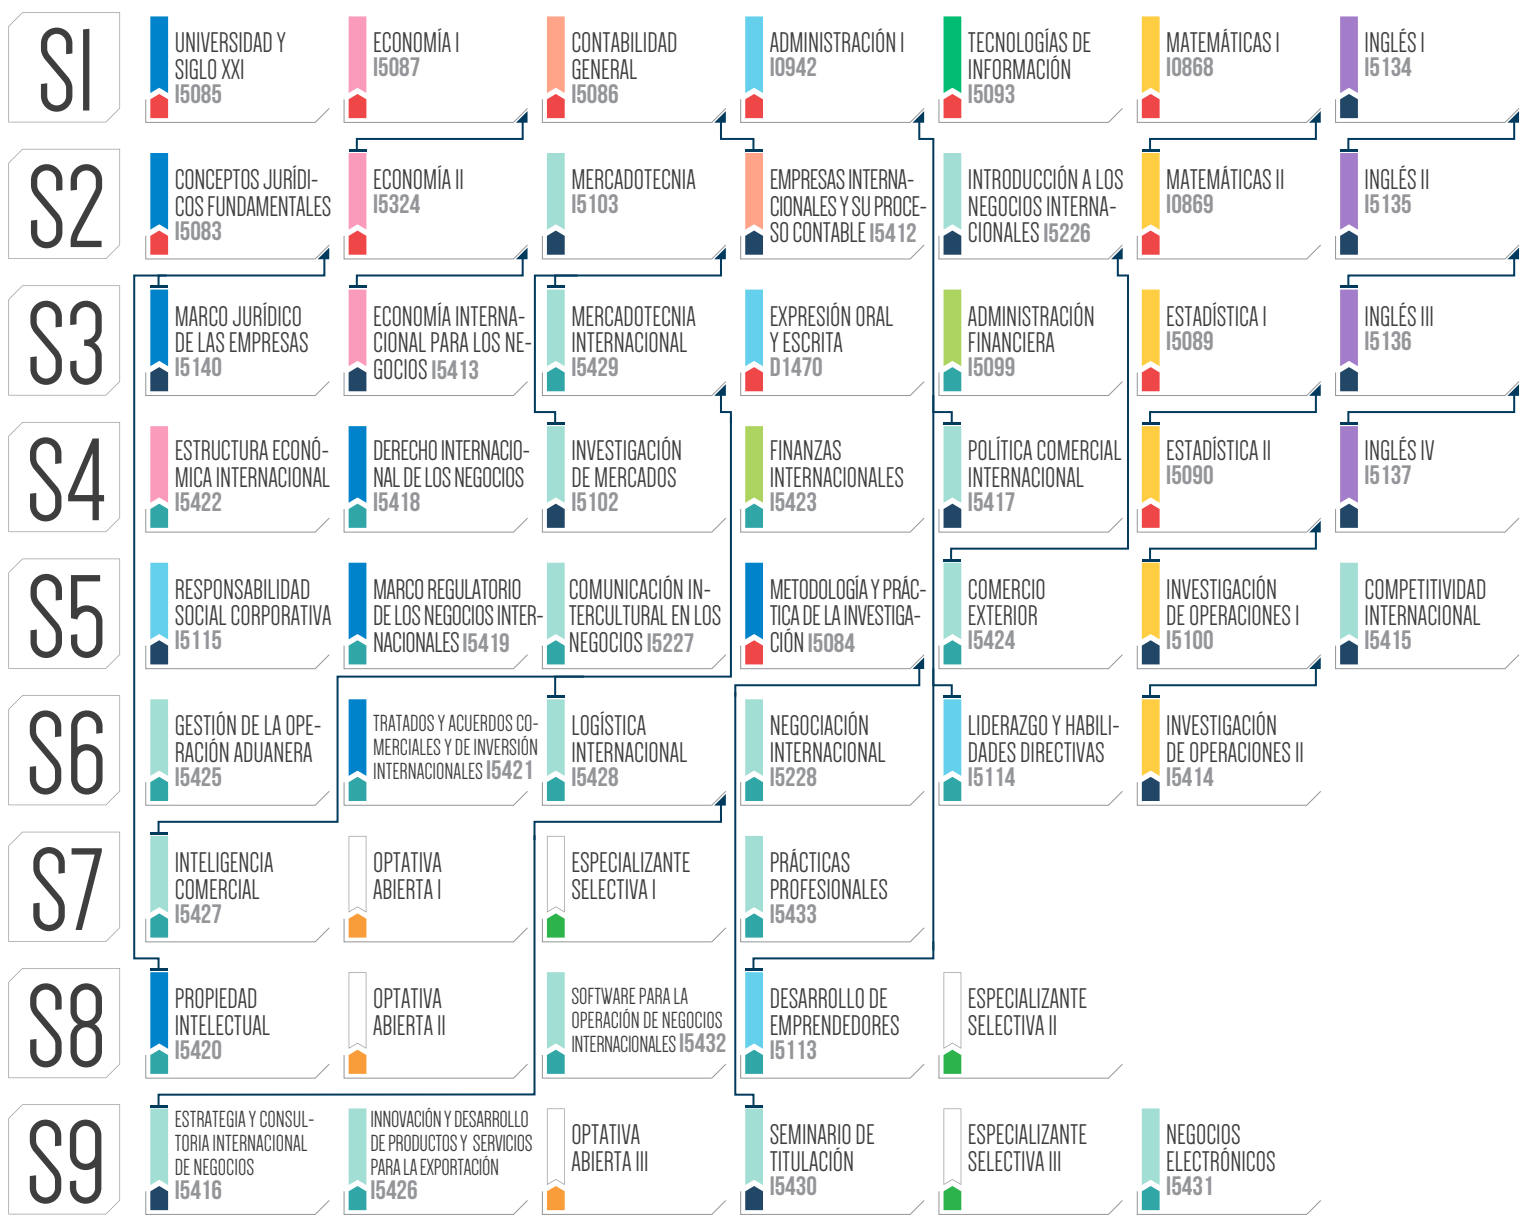 S1
UNIVERSIDAD Y
SIGLO XXI
I5085
ECONOMÍA I
I5087
CONTABILIDAD
GENERAL
I5086
ADMINISTRACIÓN I
I0942
TECNOLOGÍAS DE
INFORMACIÓN
I5093
MATEMÁTICAS I
I0868
INGLÉS I
I5134
S2
CONCEPTOS JURÍDI-
COS FUNDAMENTALES
I5083
ECONOMÍA II
I5324
MERCADOTECNIA
I5103
EMPRESAS INTERNA-
CIONALES Y SU PROCE-
SO CONTABLE I5412
INTRODUCCIÓN A LOS
NEGOCIOS INTERNA-
CIONALES I5226
MATEMÁTICAS II
I0869
INGLÉS II
I5135
S3
MARCO JURÍDICO
DE LAS EMPRESAS
I5140
ECONOMÍA INTERNA-
CIONAL PARA LOS NE-
GOCIOS I5413
MERCADOTECNIA
INTERNACIONAL
I5429
EXPRESIÓN ORAL
Y ESCRITA
D1470
ADMINISTRACIÓN
FINANCIERA
I5099
ESTADÍSTICA I
I5089
INGLÉS III
I5136
S4
ESTRUCTURA ECONÓ-
MICA INTERNACIONAL
I5422
DERECHO INTERNACIO-
NAL DE LOS NEGOCIOS
I5418
INVESTIGACIÓN
DE MERCADOS
I5102
FINANZAS
INTERNACIONALES
I5423
POLÍTICA COMERCIAL
INTERNACIONAL
I5417
ESTADÍSTICA II
I5090
INGLÉS IV
I5137
S5
RESPONSABILIDAD
SOCIAL CORPORATIVA
I5115
MARCO REGULATORIO
DE LOS NEGOCIOS INTER-
NACIONALES I5419
COMUNICACIÓN IN-
TERCULTURAL EN LOS
NEGOCIOS I5227
METODOLOGÍA Y PRÁC-
TICA DE LA INVESTIGA-
CIÓN I5084
COMERCIO
EXTERIOR
I5424
INVESTIGACIÓN
DE OPERACIONES I
I5100
COMPETITIVIDAD
INTERNACIONAL
I5415
S6
GESTIÓN DE LA OPE-
RACIÓN ADUANERA
I5425
TRATADOS Y ACUERDOS CO-
MERCIALES Y DE INVERSIÓN
INTERNACIONALES I5421
LOGÍSTICA
INTERNACIONAL
I5428
NEGOCIACIÓN
INTERNACIONAL
I5228
LIDERAZGO Y HABILI-
DADES DIRECTIVAS
I5114
INVESTIGACIÓN
DE OPERACIONES II
I5414
S7
INTELIGENCIA
COMERCIAL
I5427
OPTATIVA
ABIERTA I
ESPECIALIZANTE
SELECTIVA I
PRÁCTICAS
PROFESIONALES
I5433
S8
PROPIEDAD
INTELECTUAL
I5420
OPTATIVA
ABIERTA II
SOFTWARE PARA LA
OPERACIÓN DE NEGOCIOS
INTERNACIONALES I5432
DESARROLLO DE
EMPRENDEDORES
I5113
ESPECIALIZANTE
SELECTIVA II
S9
ESTRATEGIA Y CONSUL-
TORIA INTERNACIONAL
DE NEGOCIOS
I5416
INNOVACIÓN Y DESARROLLO
DE PRODUCTOS Y SERVICIOS
PARA LA EXPORTACIÓN
I5426
OPTATIVA
ABIERTA III
SEMINARIO DE
TITULACIÓN
I5430
ESPECIALIZANTE
SELECTIVA III
NEGOCIOS
ELECTRÓNICOS
I5431